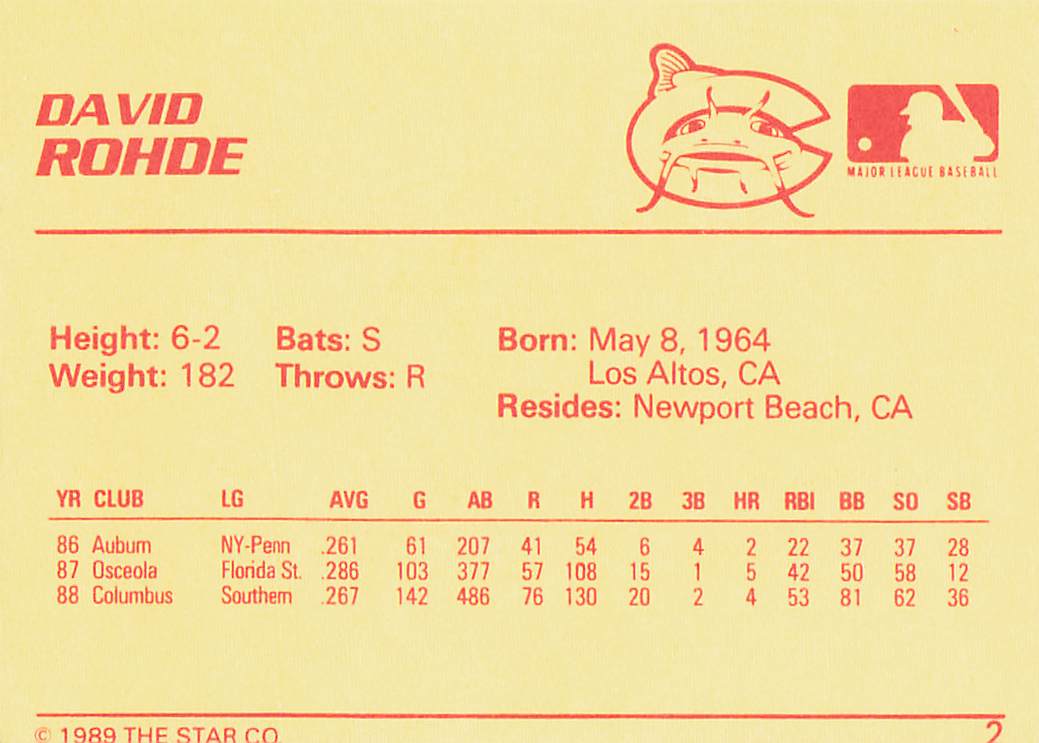 DAVID
ROHDE
MAJOR LEAGUE BASEBALL
Height: 6-2 Bats: S Born: May 8, 1964
Weight: 182 Throws: R Los Altos, CA
Resides: Newport Beach, CA
YR CLUB LG AVG G AB R H 2B 3B HR RBI BB SO SB
86 Auburn NY-Penn .261 61 207 41 54 6 4 2 22 37 37 28
87 Osceola Florida St. .286 103 377 57 108 15 1 5 42 50 58 12
88 Columbus Southern .267 142 486 76 130 20 2 4 53 81 62 36
© 1989 THE STAR CO. 2